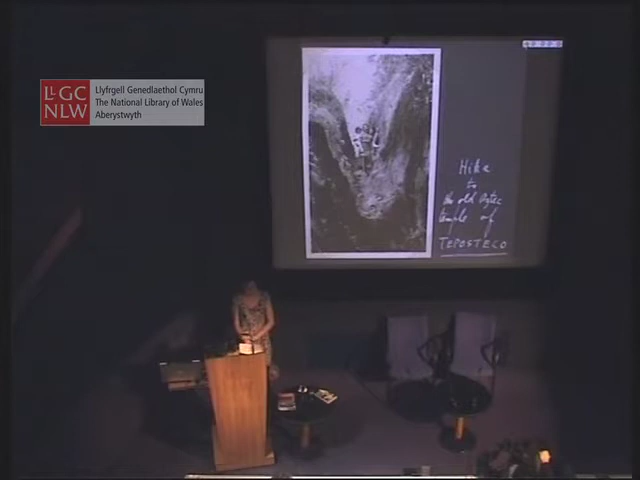 LLGC
NLW
Llyfrgell Genedlaethol Cymru
The National Library of Wales
Aberystwyth
Hike
to
the old Aztec
temple of
TEPOSTECO